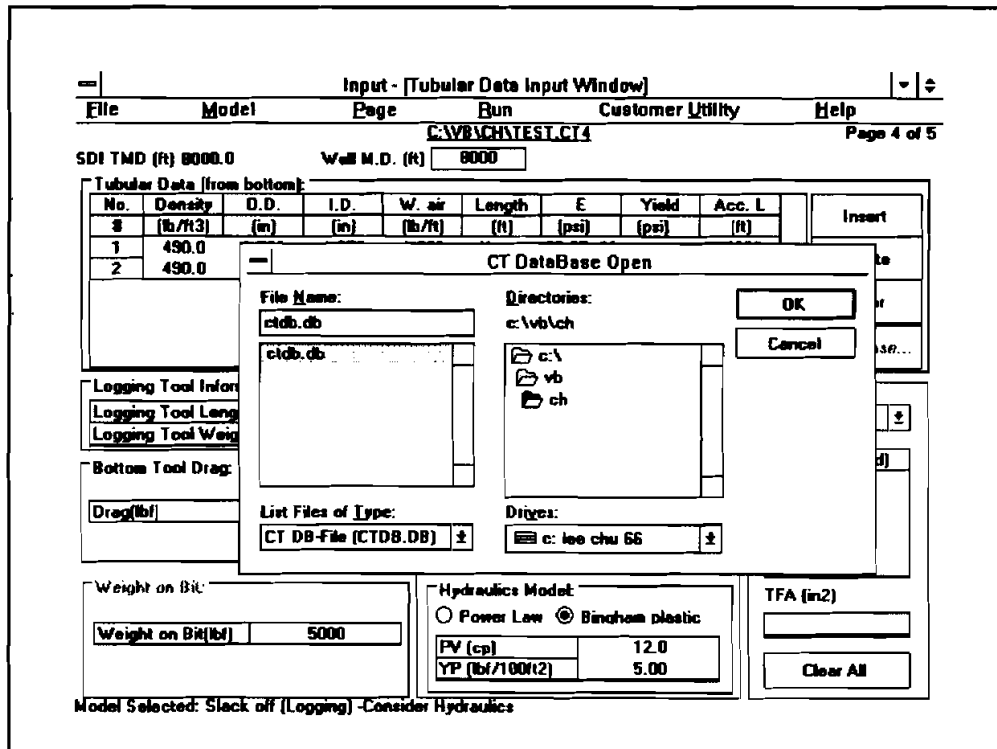 Input - [Tubular Data Input Window]
File Model Page Run Customer Utility Help
C:\VB\CH\TEST.CT4 Page 4 of 5
SDI TMD (ft) 8000.0 Well M.D. (ft) 8000
Tubular Data (from bottom):
No. Density O.D. I.D. W. air Length E Yield Acc. L
# (lb/ft3) (in) (in) (lb/ft) (ft) (psi) (psi) (ft)
1 490.0
2 490.0
Insert
CT DataBase Open
File Name:
ctdb.db
ctdb.db
List Files of Type:
CT DB-File (CTDB.DB)
Directories:
c:\vb\ch
c:\
vb
ch
Drives:
c: lee chu 66
OK
Cancel
Logging Tool Infor
Logging Tool Leng
Logging Tool Weig
Bottom Tool Drag:
Drag(lbf)
Weight on Bit:
Weight on Bit(lbf) 5000
Hydraulics Model:
Power Law Bingham plastic
PV (cp) 12.0
YP (lbf/100ft2) 5.00
TFA (in2)
Clear All
Model Selected: Slack off (Logging) -Consider Hydraulics